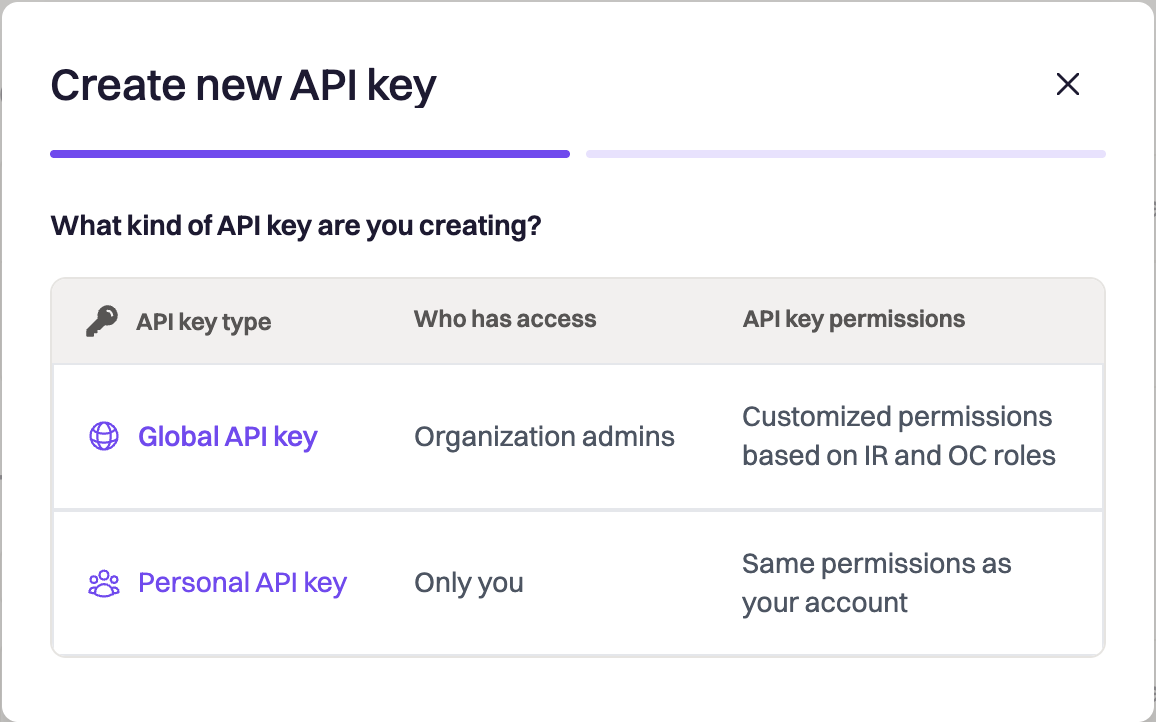 Create new API key
What kind of API key are you creating?
API key type
Who has access
API key permissions
Global API key
Organization admins
Customized permissions
based on IR and OC roles
Personal API key
Only you
Same permissions as
your account